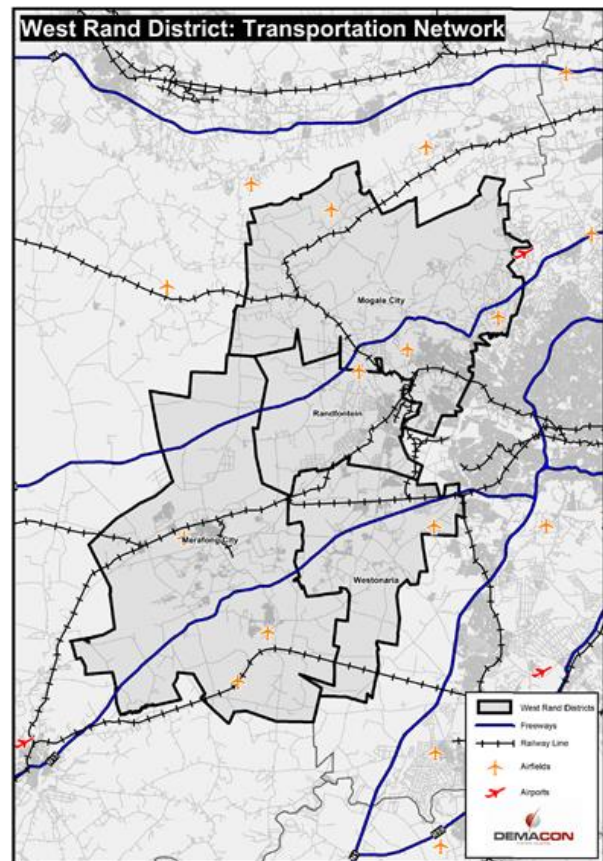 West Rand District: Transportation Network
Mogale City
Randfontein
Merafong City
Westonaria
West Rand Districts
Freeways
Railway Line
Airfields
Airports
DEMACON